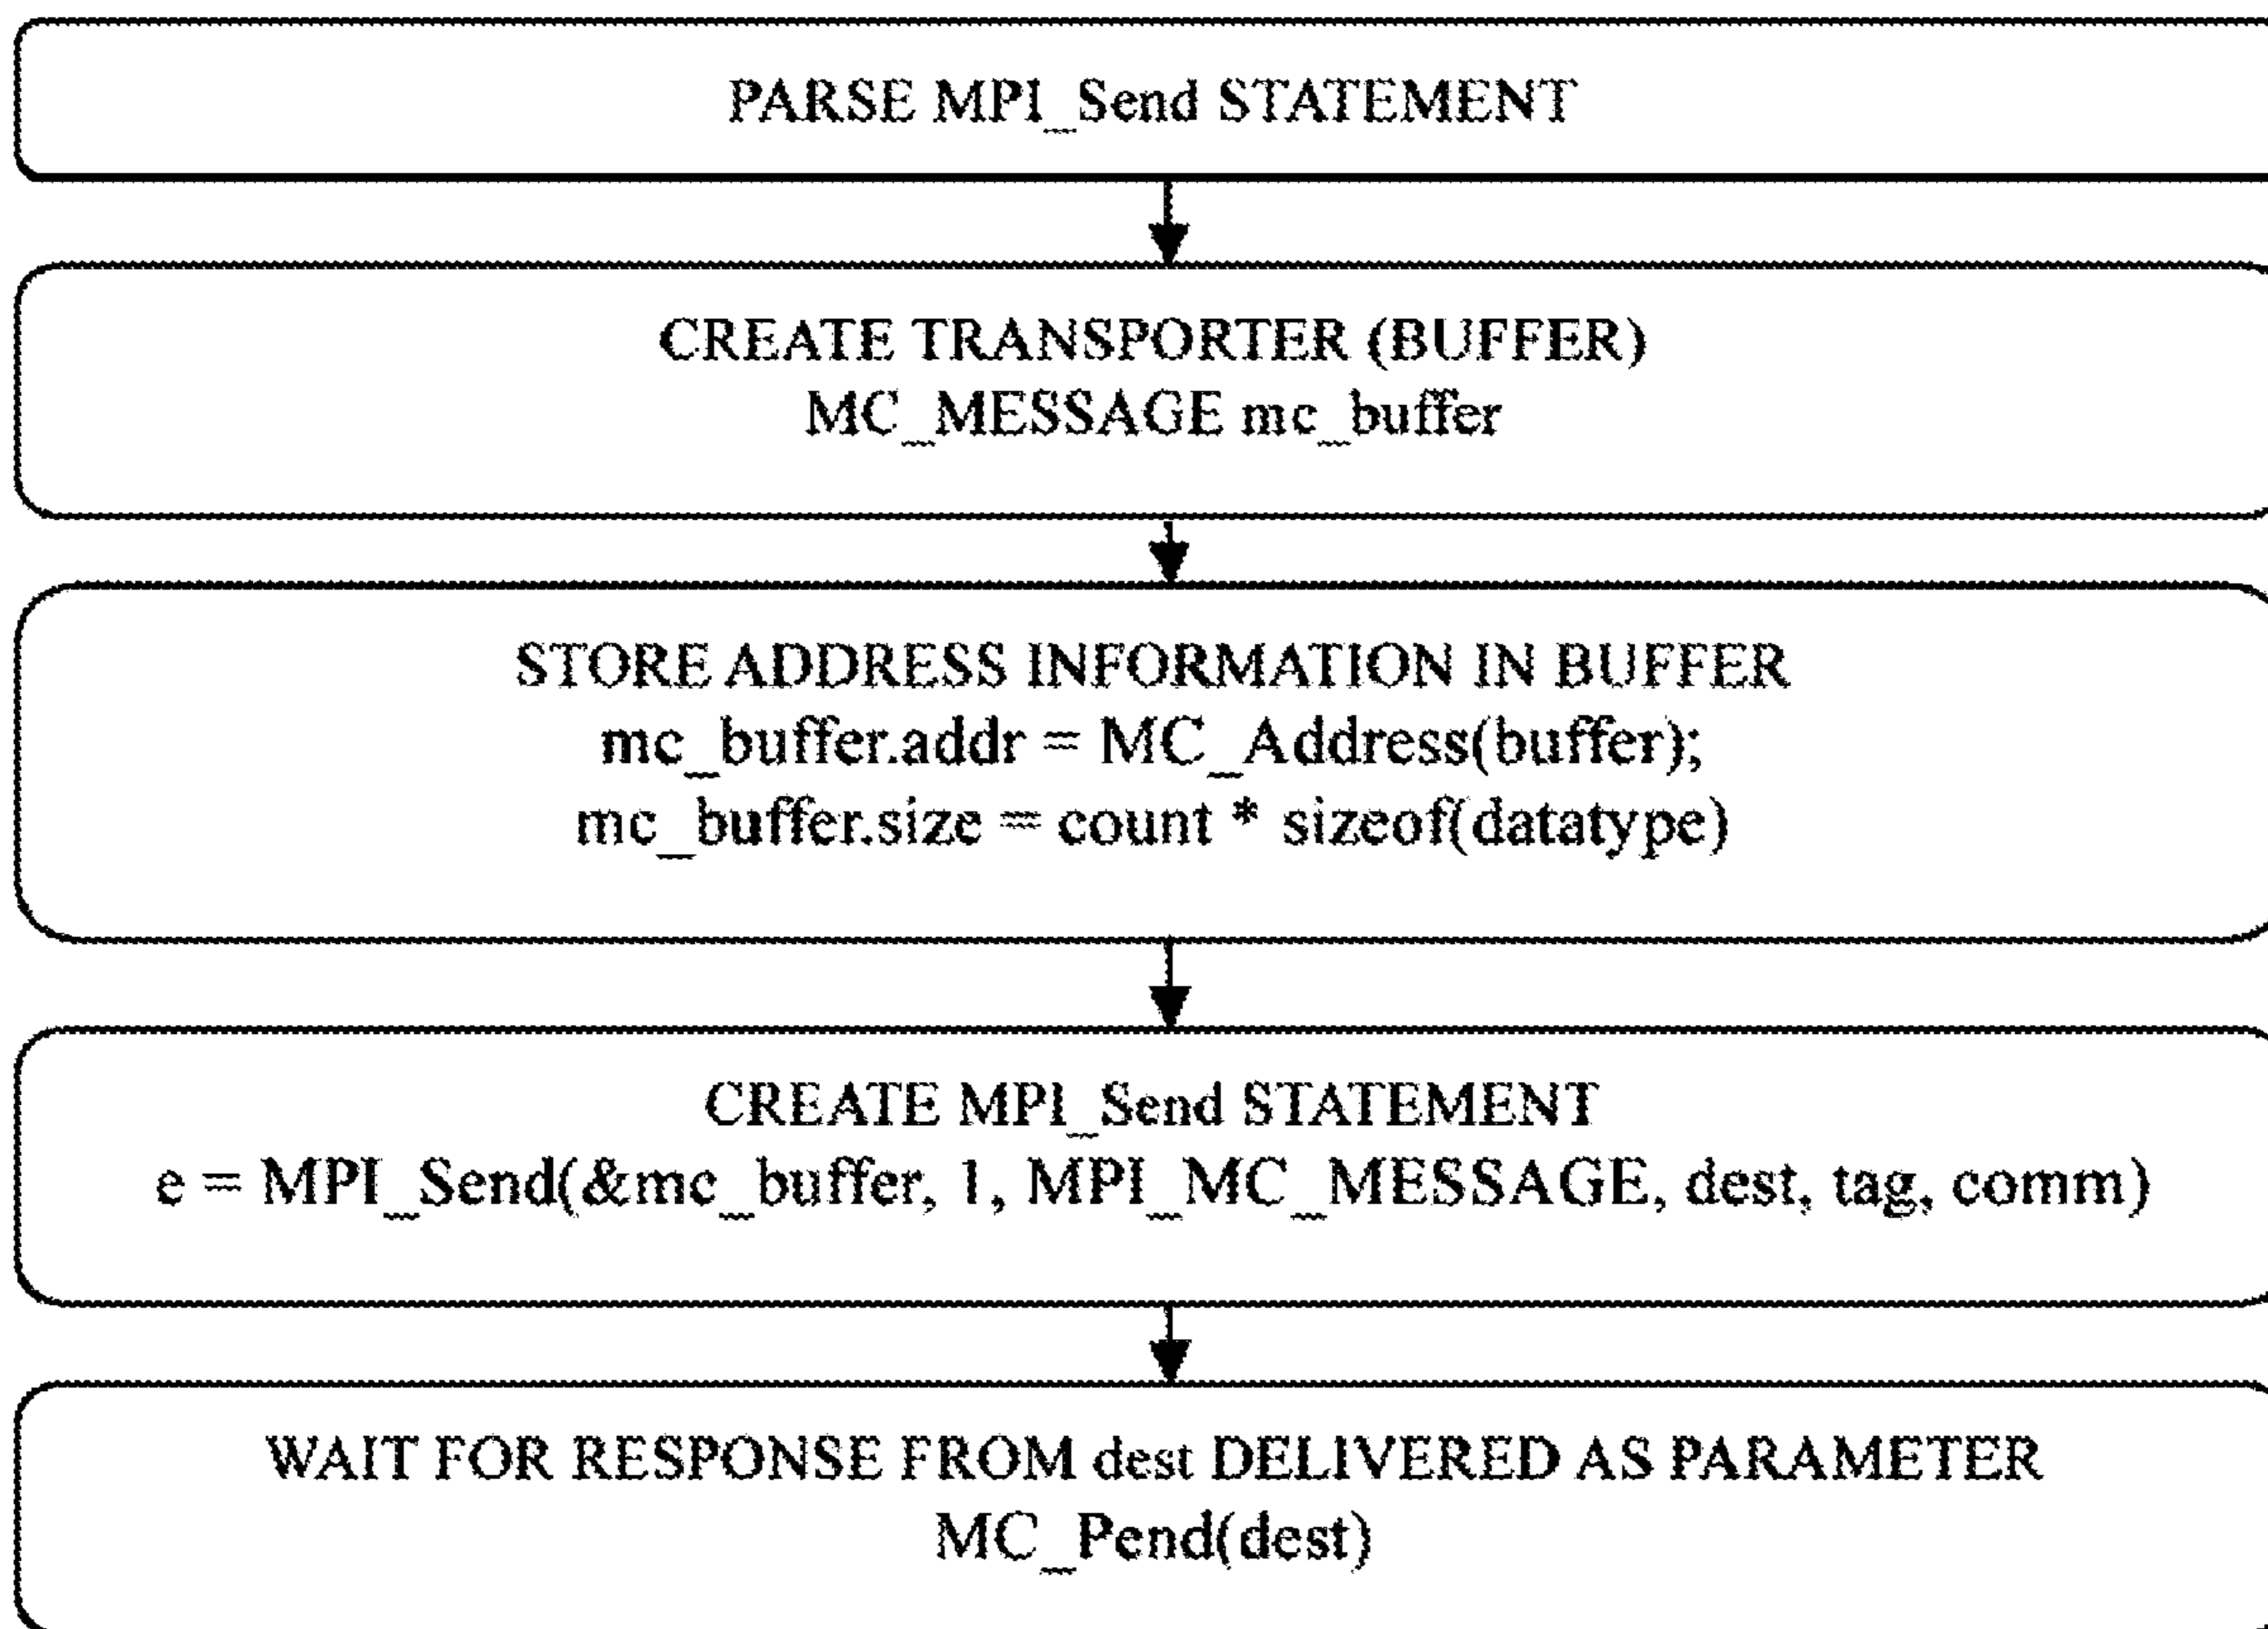 PARSE MPI_Send STATEMENT
CREATE TRANSPORTER (BUFFER)
MC_MESSAGE mc_buffer
STORE ADDRESS INFORMATION IN BUFFER
mc_buffer.addr = MC_Address(buffer);
mc_buffer.size = count * sizeof(datatype)
CREATE MPI_Send STATEMENT
e = MPI_Send(&mc_buffer, 1, MPI_MC_MESSAGE, dest, tag, comm)
WAIT FOR RESPONSE FROM dest DELIVERED AS PARAMETER
MC_Pend(dest)